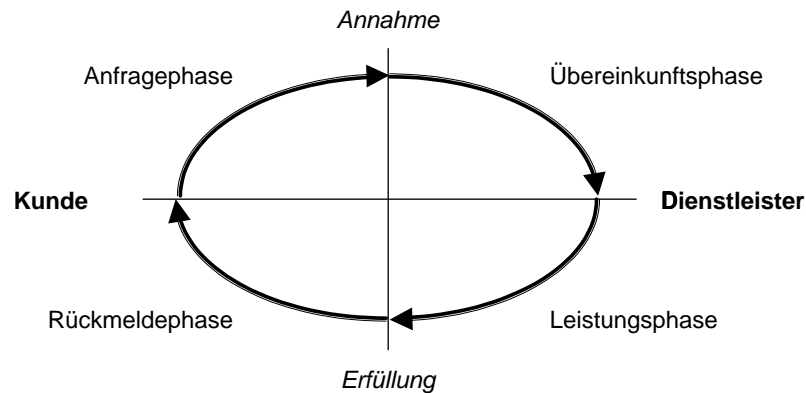 Annahme
Anfragephase
Übereinkunftsphase
Kunde
Dienstleister
Rückmeldephase
Leistungsphase
Erfüllung